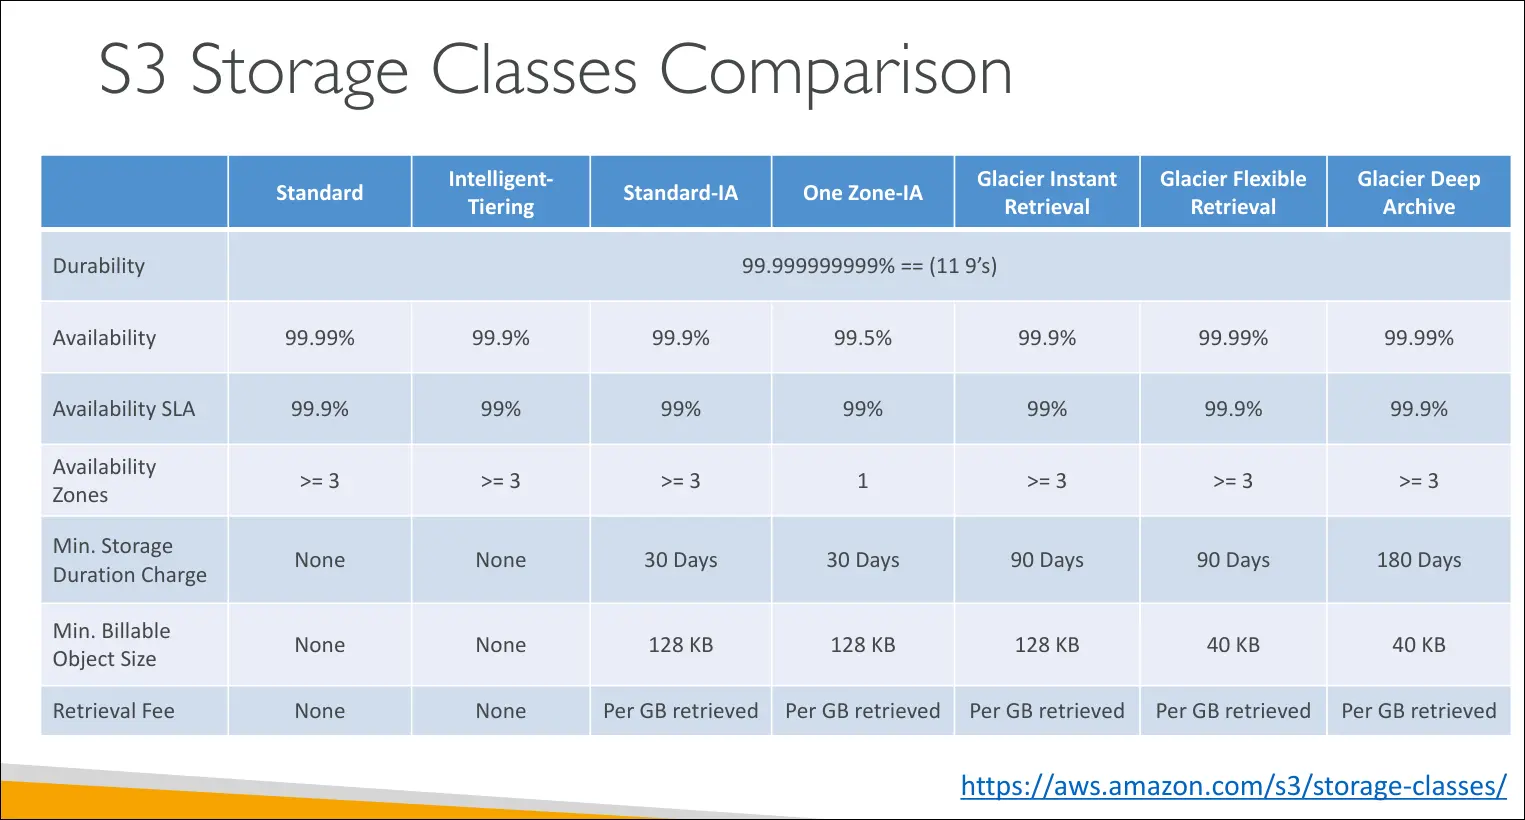 S3 Storage Classes Comparison
Standard
Intelligent-
Tiering
Standard-IA
One Zone-IA
Glacier Instant
Retrieval
Glacier Flexible
Retrieval
Glacier Deep
Archive
Durability
99.999999999% == (11 9’s)
Availability
99.99%
99.9%
99.9%
99.5%
99.9%
99.99%
99.99%
Availability SLA
99.9%
99%
99%
99%
99%
99.9%
99.9%
Availability
Zones
>= 3
>= 3
>= 3
1
>= 3
>= 3
>= 3
Min. Storage
Duration Charge
None
None
30 Days
30 Days
90 Days
90 Days
180 Days
Min. Billable
Object Size
None
None
128 KB
128 KB
128 KB
40 KB
40 KB
Retrieval Fee
None
None
Per GB retrieved
Per GB retrieved
Per GB retrieved
Per GB retrieved
Per GB retrieved
https://aws.amazon.com/s3/storage-classes/